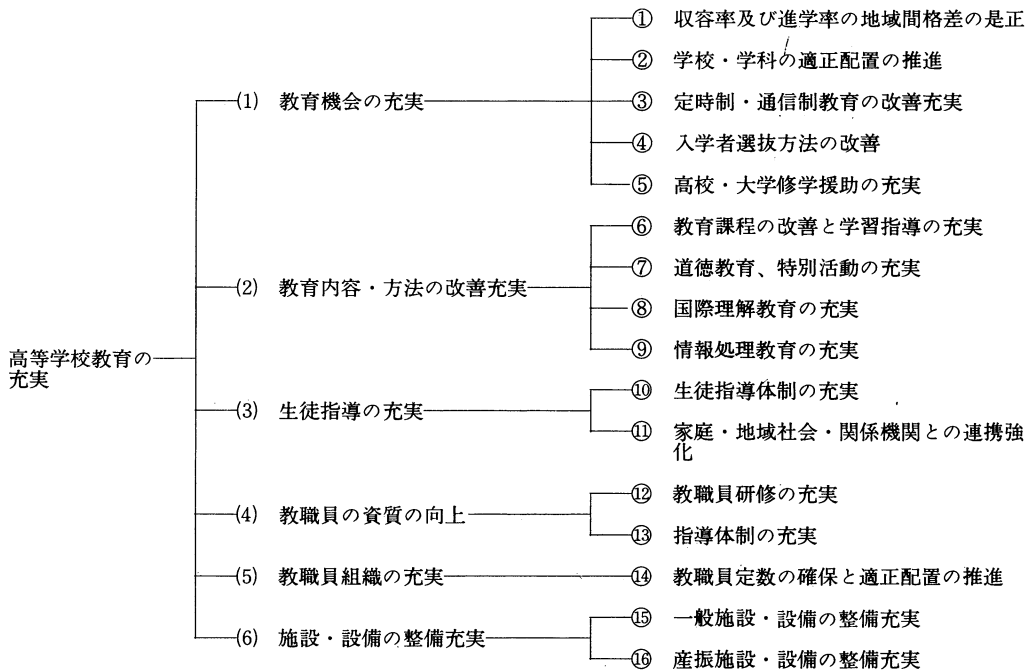 ① 収容率及び進学率の地域間格差の是正
② 学校・学科の適正配置の推進
(1) 教育機会の充実
③ 定時制・通信制教育の改善充実
④ 入学者選抜方法の改善
⑤ 高校・大学修学援助の充実
⑥ 教育課程の改善と学習指導の充実
⑦ 道徳教育、特別活動の充実
(2) 教育内容・方法の改善充実
⑧ 国際理解教育の充実
⑨ 情報処理教育の充実
高等学校教育の
充実
⑩ 生徒指導体制の充実
(3) 生徒指導の充実
⑪ 家庭・地域社会・関係機関との連携強
化
⑫ 教職員研修の充実
(4) 教職員の資質の向上
⑬ 指導体制の充実
(5) 教職員組織の充実
⑭ 教職員定数の確保と適正配置の推進
⑮ 一般施設・設備の整備充実
(6) 施設・設備の整備充実
⑯ 産振施設・設備の整備充実